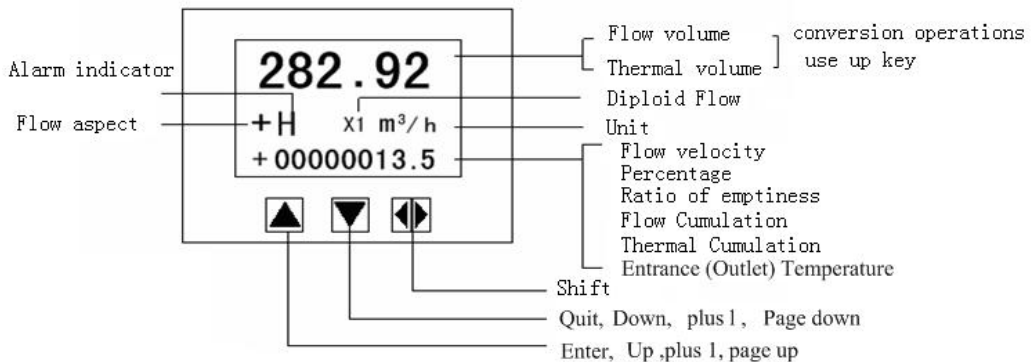 Flow volume
conversion operations
282.92
Thermal volume
use up key
Alarm indicator
Diploid Flow
Flow aspect
+H X1 m³/h
Unit
+00000013.5
Flow velocity
Percentage
Ratio of emptiness
Flow Cumulation
Thermal Cumulation
Entrance (Outlet) Temperature
Shift
Quit, Down, plus1, Page down
Enter, Up ,plus 1, page up